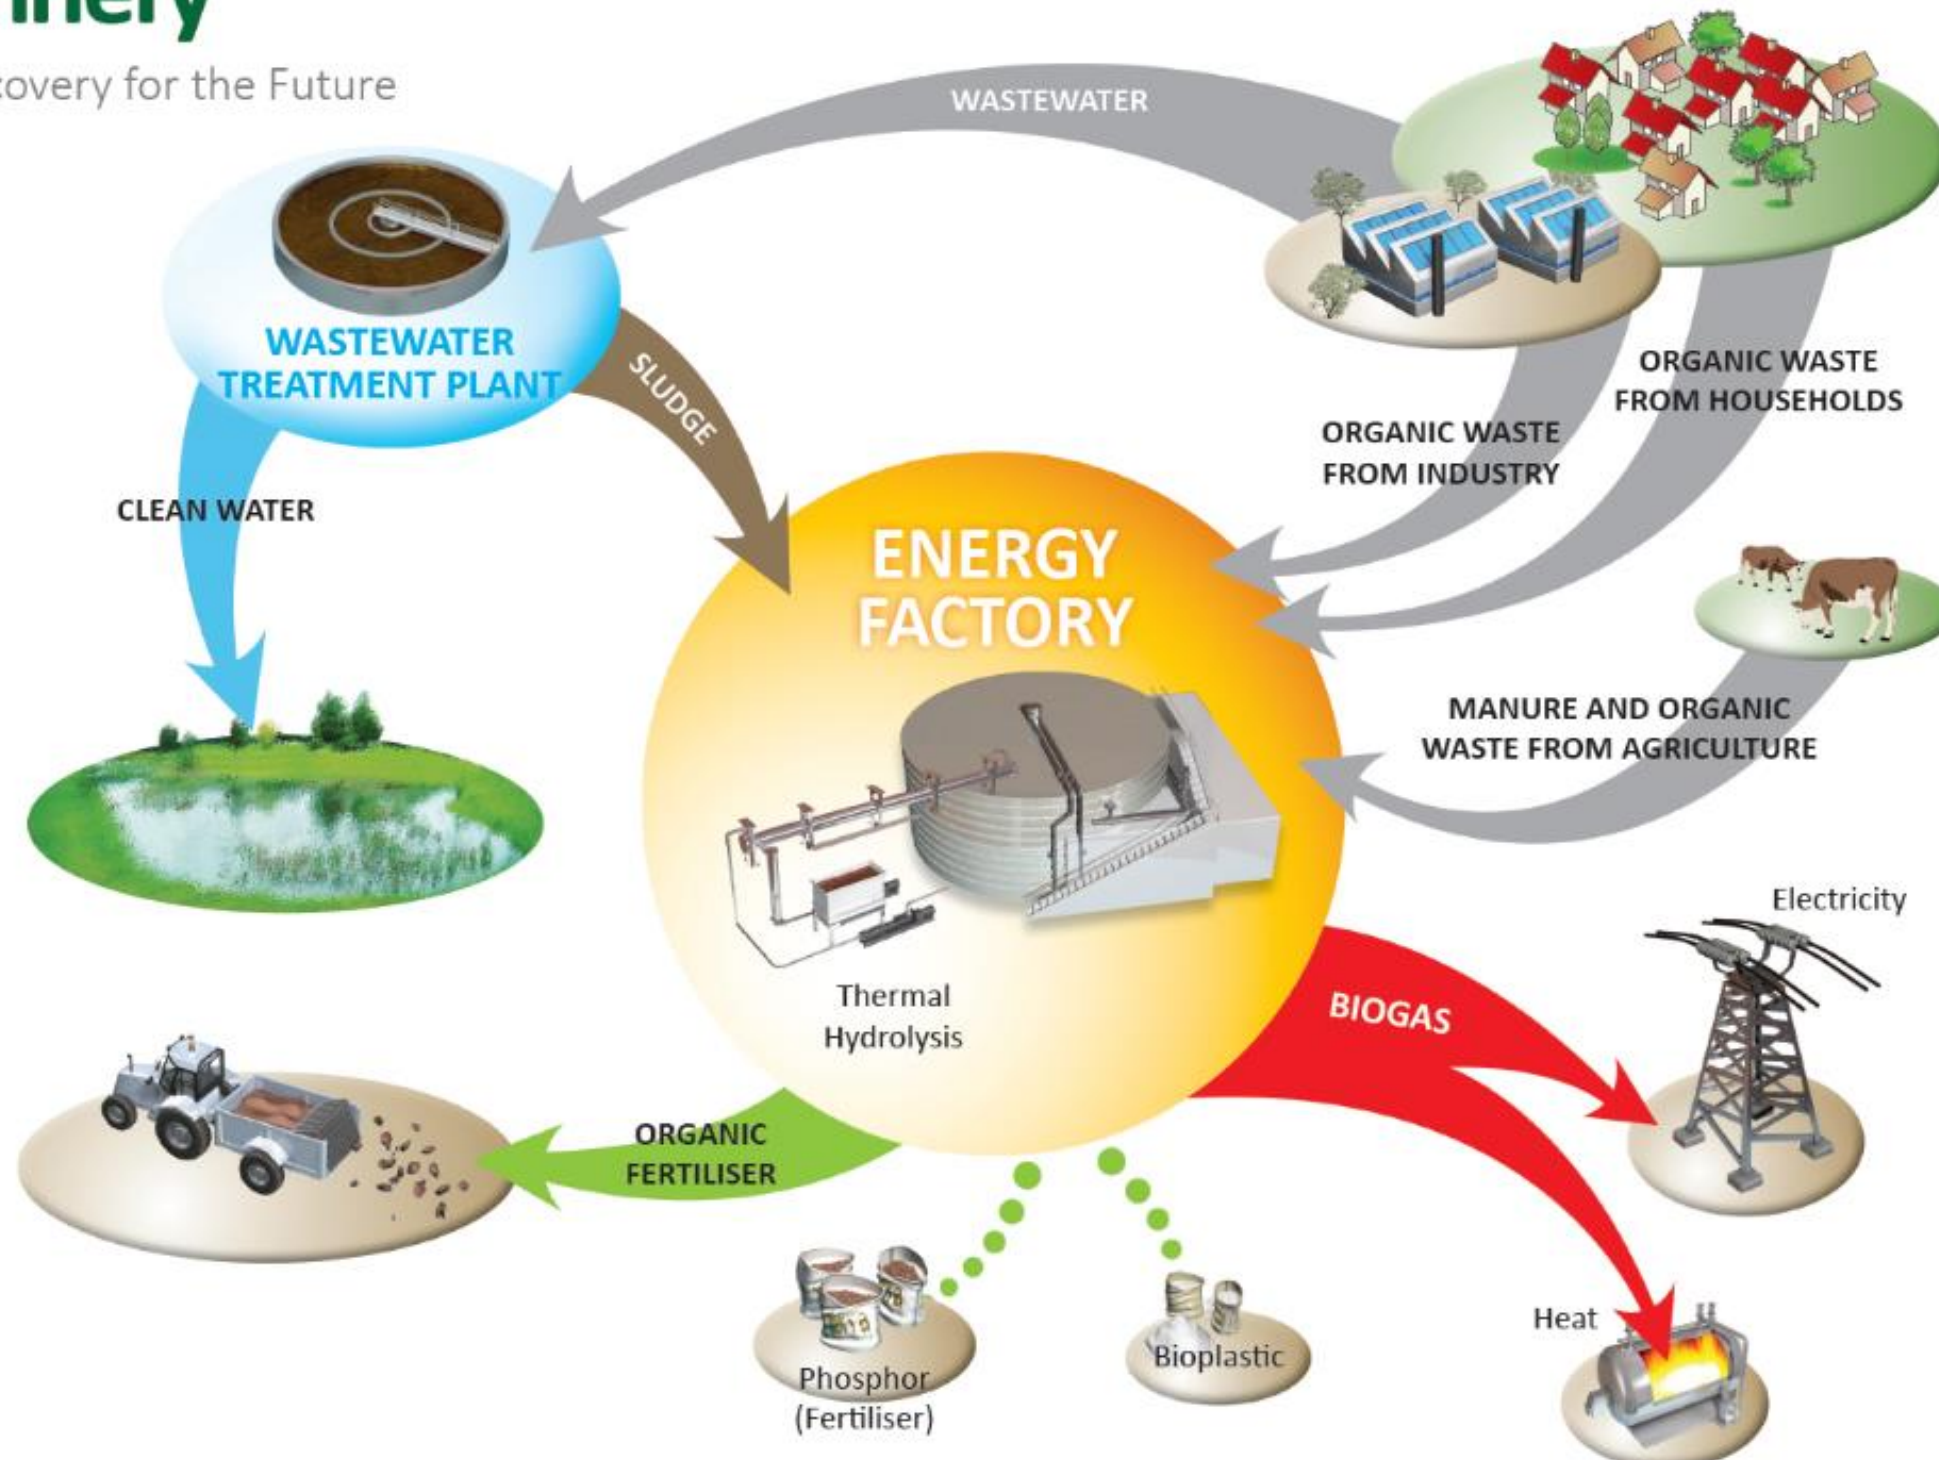 covery for the Future
WASTEWATER
WASTEWATER
TREATMENT PLANT
SLUDGE
ORGANIC WASTE
FROM HOUSEHOLDS
ORGANIC WASTE
FROM INDUSTRY
CLEAN WATER
ENERGY
FACTORY
MANURE AND ORGANIC
WASTE FROM AGRICULTURE
Electricity
Thermal
Hydrolysis
BIOGAS
ORGANIC
FERTILISER
Heat
Bioplastic
Phosphor
(Fertiliser)